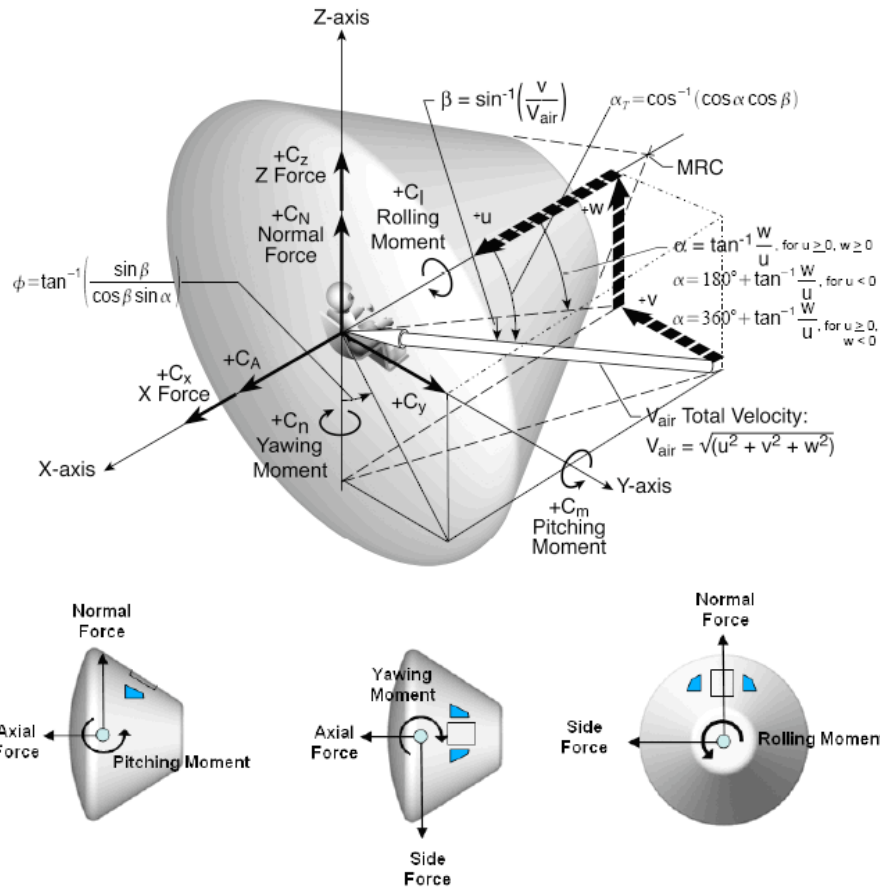 Z-axis
β = sin⁻¹(v/V_air)
α_T = cos⁻¹(cos α cos β)
MRC
+C_z
Z Force
+C_N
Normal
Force
+C_l
Rolling
Moment
+u
+w
+v
α = tan⁻¹ w/u, for u ≥ 0, w ≥ 0
α = 180° + tan⁻¹ w/u, for u < 0
α = 360° + tan⁻¹ w/u, for u ≥ 0, w < 0
ϕ = tan⁻¹(sin β/cos β sin α)
+C_A
+C_x
X Force
X-axis
+C_n
Yawing
Moment
+C_y
V_air Total Velocity:
V_air = √(u² + v² + w²)
Y-axis
+C_m
Pitching
Moment
Normal
Force
Axial
Force
Pitching Moment
Yawing
Moment
Axial
Force
Side
Force
Normal
Force
Side
Force
Rolling Moment